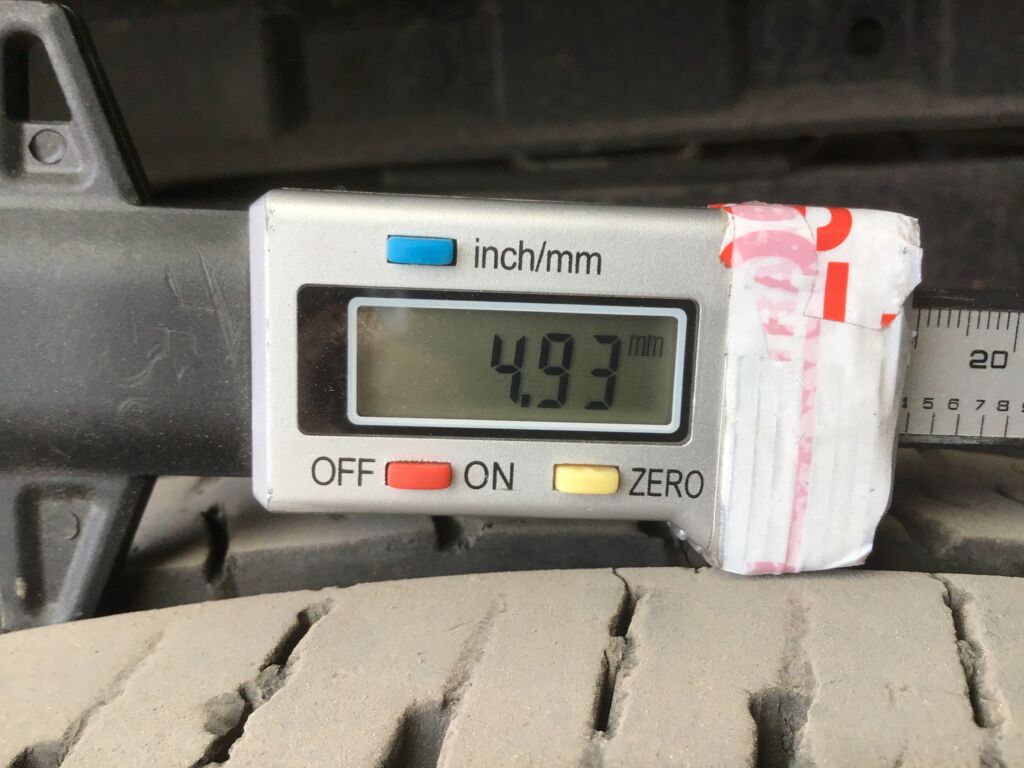 inch/mm
4.93 mm
OFF ON ZERO
20
4 5 6 7 8